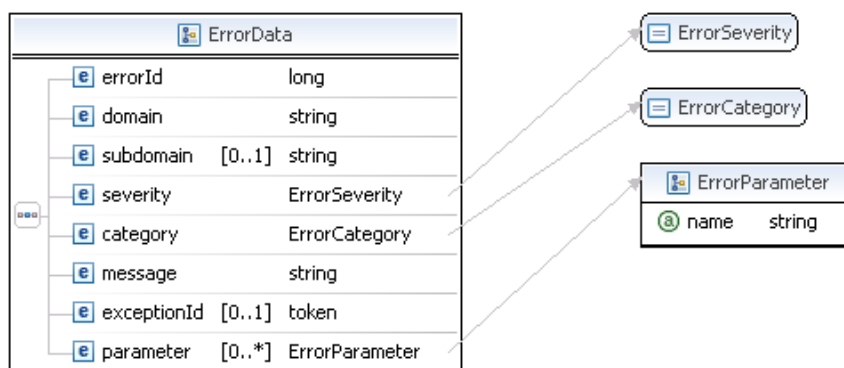 ErrorData
e errorId long
e domain string
e subdomain [0..1] string
e severity ErrorSeverity
e category ErrorCategory
e message string
e exceptionId [0..1] token
e parameter [0..*] ErrorParameter
ErrorSeverity
ErrorCategory
ErrorParameter
a name string